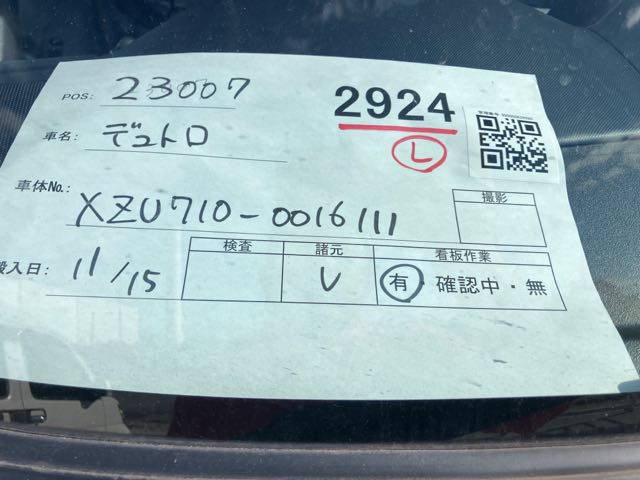 POS: 23007
2924
L
車名: デュトロ
車体No.: XZU710-0016111
撮影
搬入日: 11/15
検査 諸元 看板作業
V 有・確認中・無